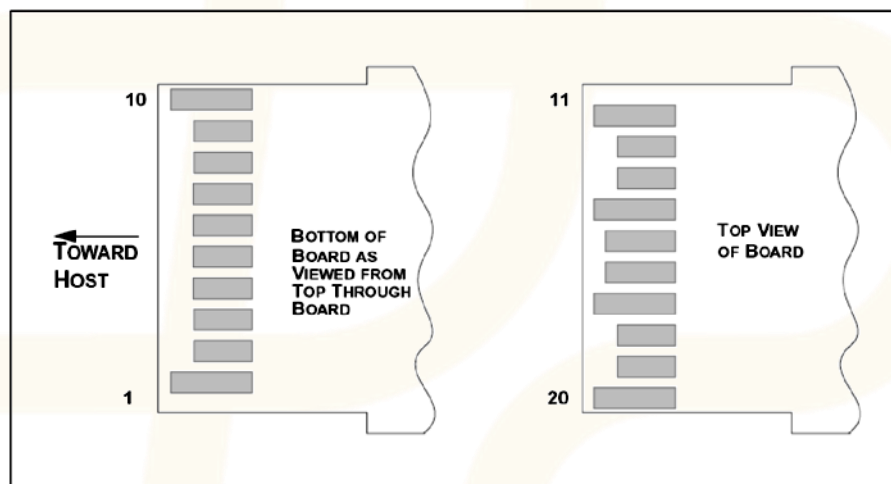 10
TOWARD
HOST
1
BOTTOM OF
BOARD AS
VIEWED FROM
TOP THROUGH
BOARD
11
TOP VIEW
OF BOARD
20